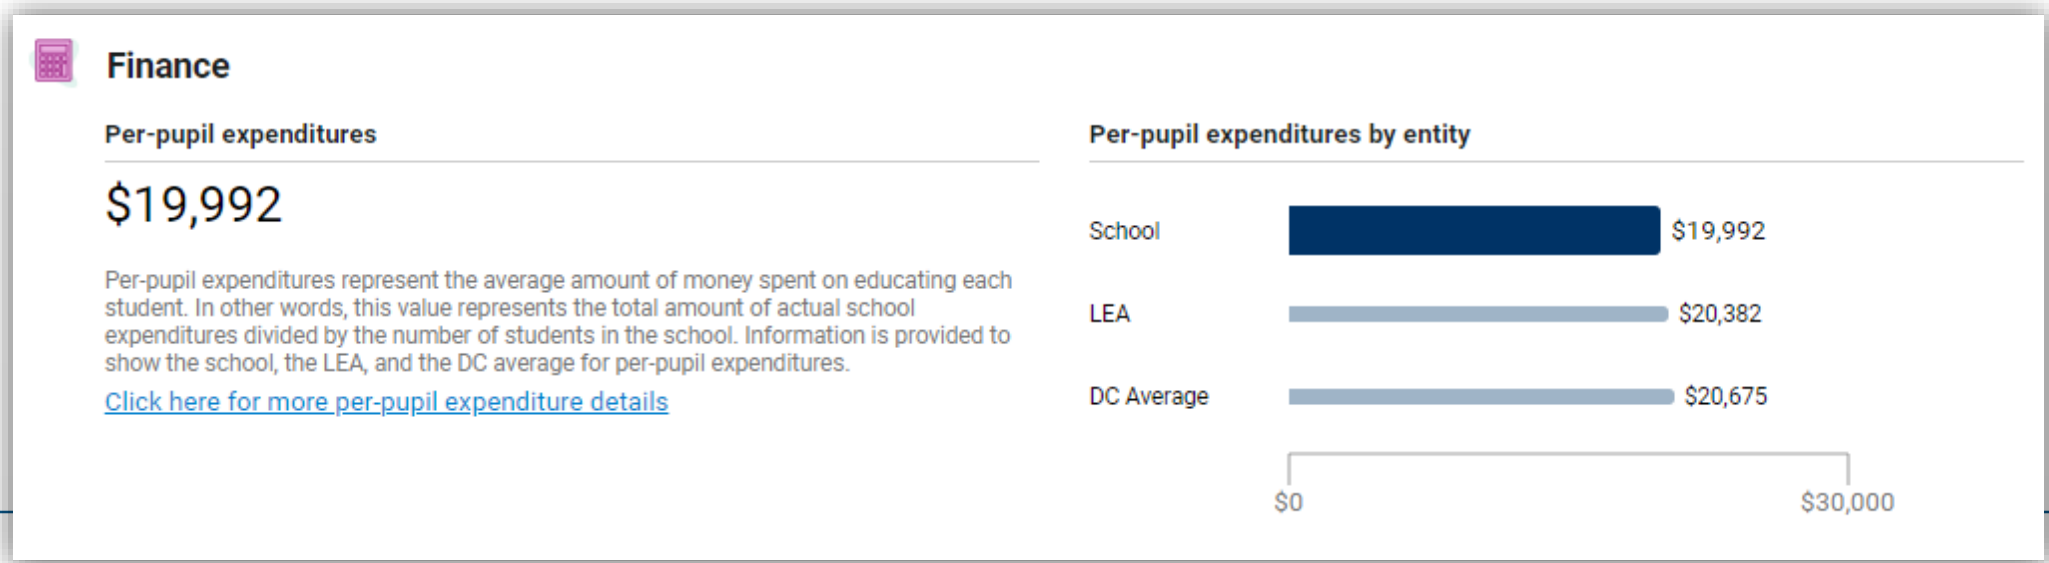 Finance
Per-pupil expenditures
$19,992
Per-pupil expenditures represent the average amount of money spent on educating each
student. In other words, this value represents the total amount of actual school
expenditures divided by the number of students in the school. Information is provided to
show the school, the LEA, and the DC average for per-pupil expenditures.
Click here for more per-pupil expenditure details
Per-pupil expenditures by entity
School $19,992
LEA $20,382
DC Average $20,675
$0 $30,000